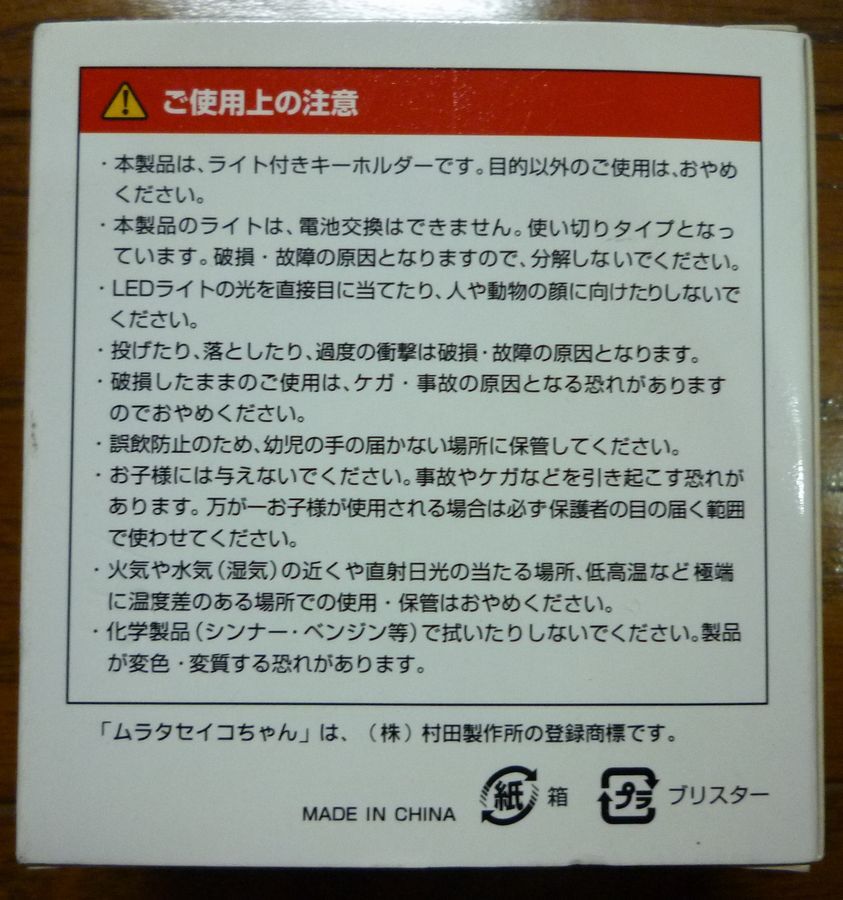 ご使用上の注意
・本製品は、ライト付きキーホルダーです。目的以外のご使用は、おやめ
ください。
・本製品のライトは、電池交換はできません。使い切りタイプとなっ
ています。破損・故障の原因となりますので、分解しないでください。
・LEDライトの光を直接目に当てたり、人や動物の顔に向けたりしないで
ください。
・投げたり、落としたり、過度の衝撃は破損・故障の原因となります。
・破損したままのご使用は、ケガ・事故の原因となる恐れがあります
のでおやめください。
・誤飲防止のため、幼児の手の届かない場所に保管してください。
・お子様には与えないでください。事故やケガなどを引き起こす恐れが
あります。万が一お子様が使用される場合は必ず保護者の目の届く範囲
で使わせてください。
・火気や水気（湿気）の近くや直射日光の当たる場所、低高温など極端
に温度差のある場所での使用・保管はおやめください。
・化学製品（シンナー・ベンジン等）で拭いたりしないでください。製品
が変色・変質する恐れがあります。
「ムラタセイコちゃん」は、（株）村田製作所の登録商標です。
MADE IN CHINA 紙 箱 プラ ブリスター